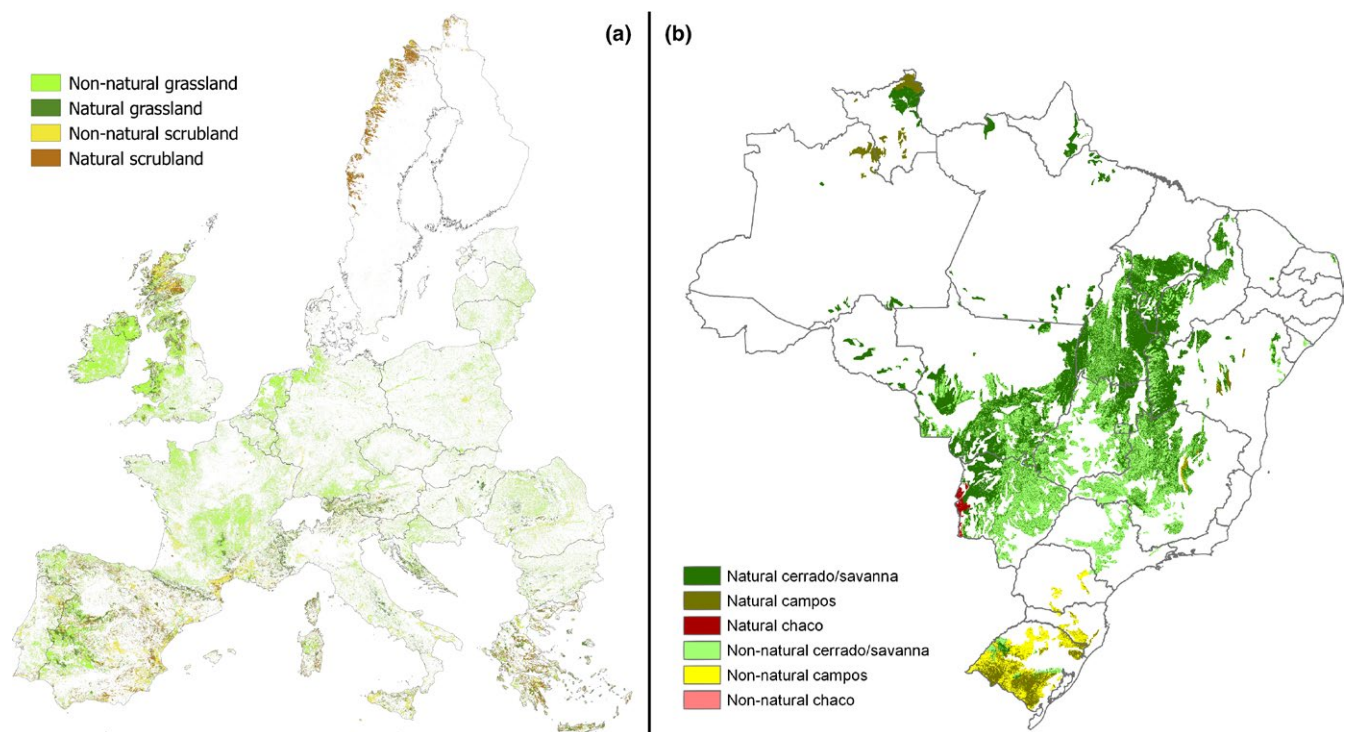 (a)
Non-natural grassland
Natural grassland
Non-natural scrubland
Natural scrubland
(b)
Natural cerrado/savanna
Natural campos
Natural chaco
Non-natural cerrado/savanna
Non-natural campos
Non-natural chaco